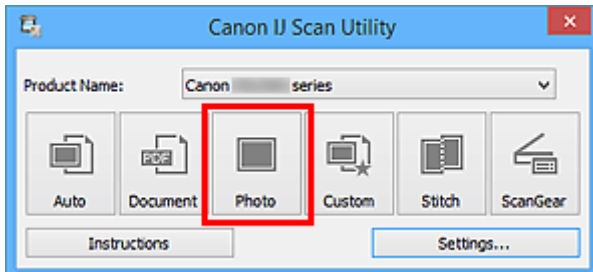 Canon IJ Scan Utility
Product Name: Canon series
PDF
Auto Document Photo Custom Stitch ScanGear
Instructions Settings...